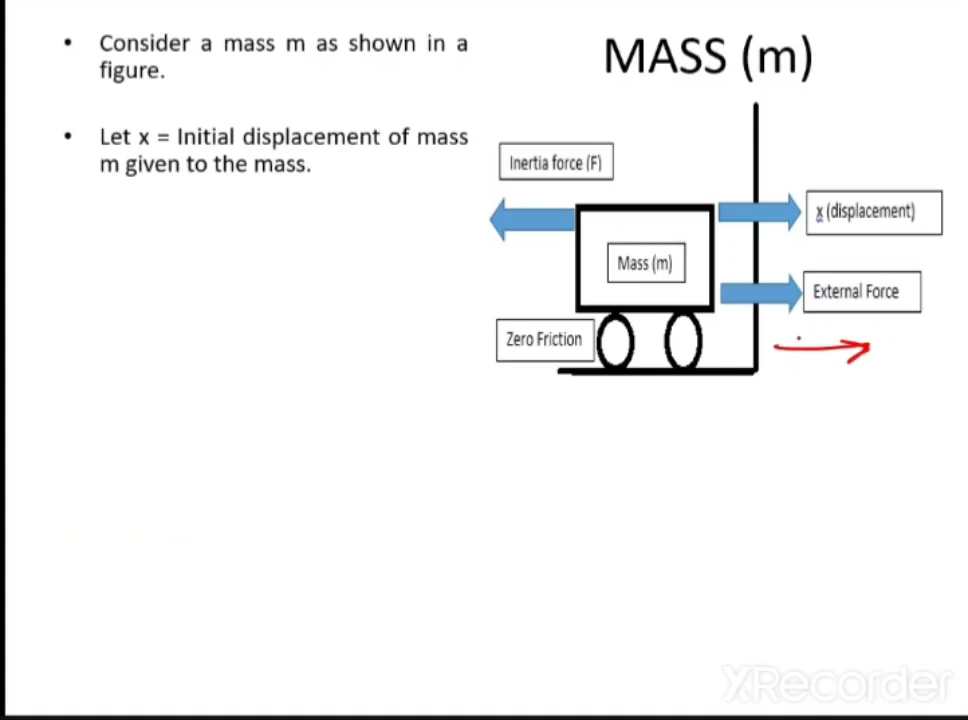 • Consider a mass m as shown in a
figure.
• Let x = Initial displacement of mass
m given to the mass.
MASS (m)
Inertia force (F)
x (displacement)
Mass (m)
External Force
Zero Friction
XRecorder